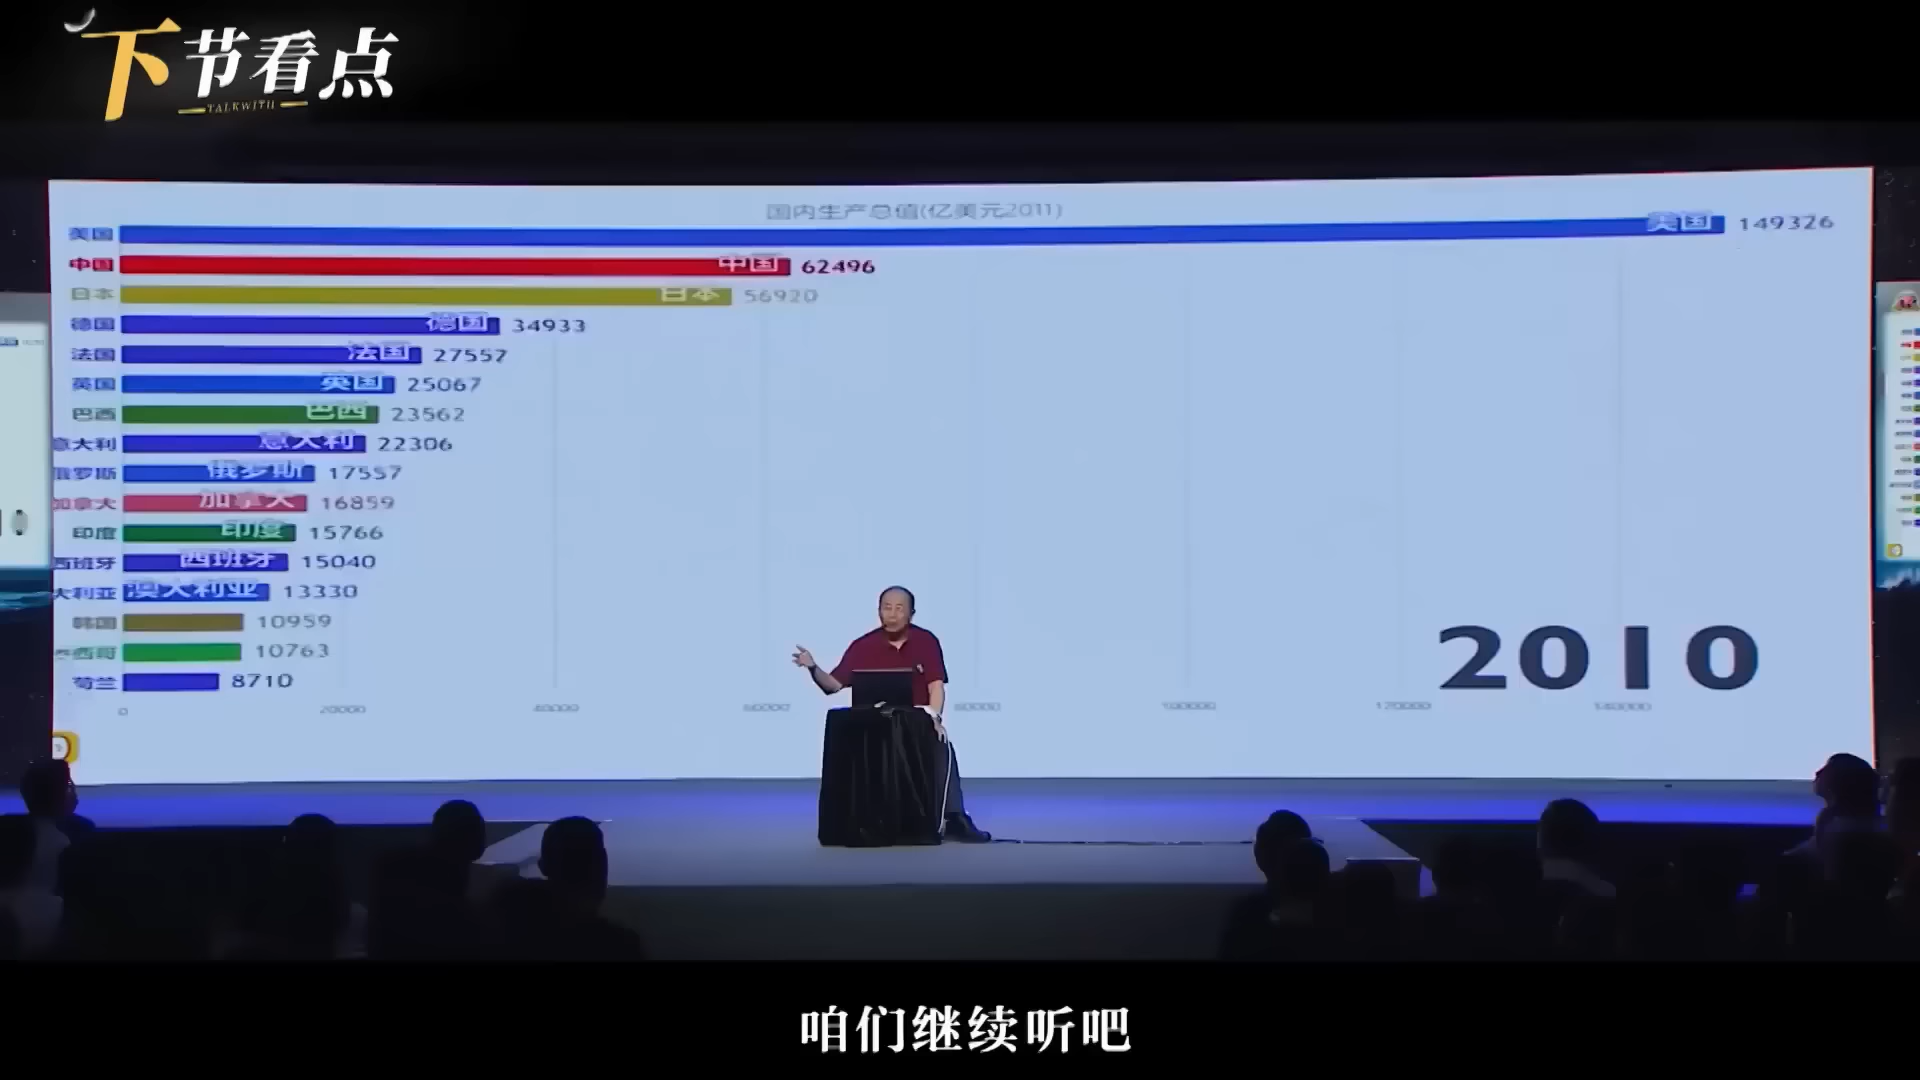 下节看点
TALKWITH
国内生产总值(亿美元2011)
美国 美国 149326
中国 中国 62496
日本 日本 56920
德国 德国 34933
法国 法国 27557
英国 英国 25067
巴西 巴西 23562
意大利 意大利 22306
俄罗斯 俄罗斯 17557
加拿大 加拿大 16859
印度 印度 15766
西班牙 西班牙 15040
大利亚 澳大利亚 13330
韩国 10959
西哥 10763
荷兰 8710
2010
0 20000 40000 60000 80000 100000 120000 140000
咱们继续听吧